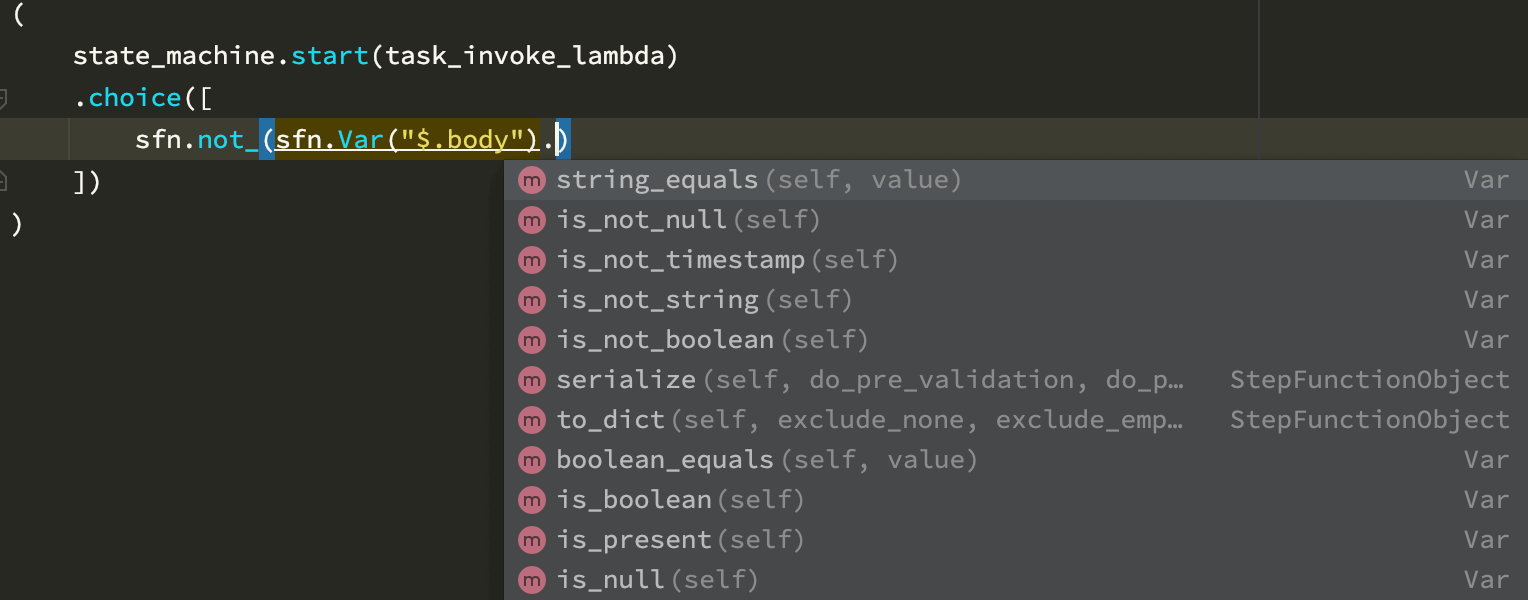 (
    state_machine.start(task_invoke_lambda)
    .choice([
        sfn.not_(sfn.Var("$.body").)
m string_equals(self, value) Var
m is_not_null(self) Var
m is_not_timestamp(self) Var
m is_not_string(self) Var
m is_not_boolean(self) Var
m serialize(self, do_pre_validation, do_p… StepFunctionObject
m to_dict(self, exclude_none, exclude_emp… StepFunctionObject
m boolean_equals(self, value) Var
m is_boolean(self) Var
m is_present(self) Var
m is_null(self) Var
    ])
)